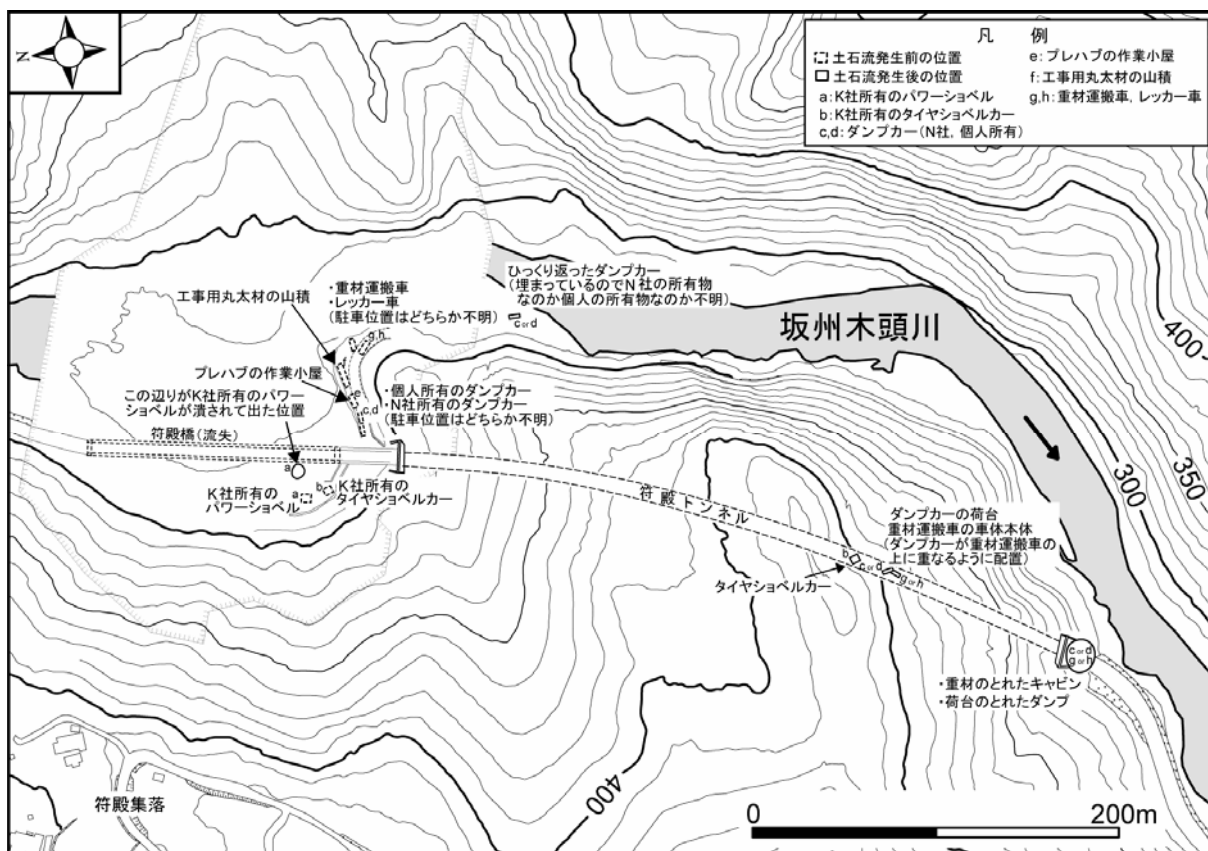 N
凡　例
土石流発生前の位置
土石流発生後の位置
a:K社所有のパワーショベル
b:K社所有のタイヤショベルカー
c,d:ダンプカー(N社, 個人所有)
e:プレハブの作業小屋
f:工事用丸太材の山積
g,h:重材運搬車, レッカー車
ひっくり返ったダンプカー
(埋まっているのでN社の所有物
なのか個人の所有物なのか不明)
c or d
坂州木頭川
400
350
300
工事用丸太材の山積
・重材運搬車
・レッカー車
(駐車位置はどちらか不明)
g,h
プレハブの作業小屋
e
c,d
この辺りがK社所有のパワー
ショベルが潰されて出た位置
・個人所有のダンプカー
・N社所有のダンプカー
(駐車位置はどちらか不明)
符殿橋(流失)
a
K社所有の
パワーショベル
a
b
K社所有の
タイヤショベルカー
符殿トンネル
ダンプカーの荷台
重材運搬車の車体本体
(ダンプカーが重材運搬車の
上に重なるように配置)
b
c or d
g or h
タイヤショベルカー
c or d
g or h
・重材のとれたキャビン
・荷台のとれたダンプ
400
符殿集落
0
200m